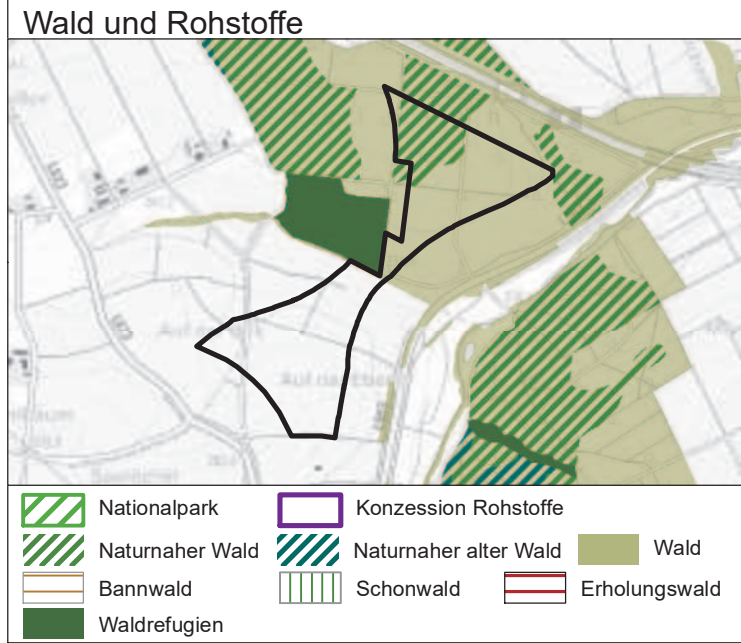 Wald und Rohstoffe
Nationalpark
Konzession Rohstoffe
Naturnaher Wald
Naturnaher alter Wald
Wald
Bannwald
Schonwald
Erholungswald
Waldrefugien